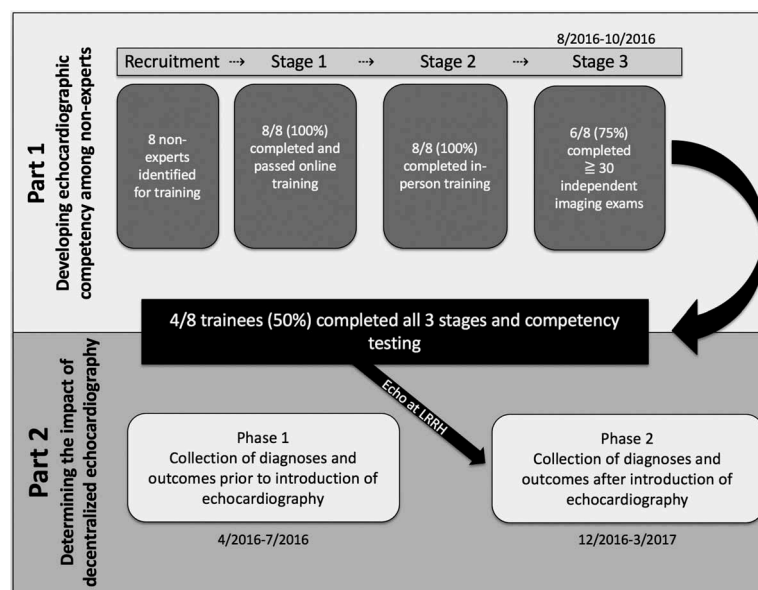 Part 1
Developing echocardiographic
competency among non-experts
8/2016-10/2016
Recruitment ⇢ Stage 1 ⇢ Stage 2 ⇢ Stage 3
8 non-
experts
identified
for training
8/8 (100%)
completed and
passed online
training
8/8 (100%)
completed in-
person training
6/8 (75%)
completed
≧ 30
independent
imaging exams
4/8 trainees (50%) completed all 3 stages and competency
testing
Part 2
Determining the impact of
decentralized echocardiography
Echo at LRRH
Phase 1
Collection of diagnoses and
outcomes prior to introduction of
echocardiography
4/2016-7/2016
Phase 2
Collection of diagnoses and
outcomes after introduction of
echocardiography
12/2016-3/2017